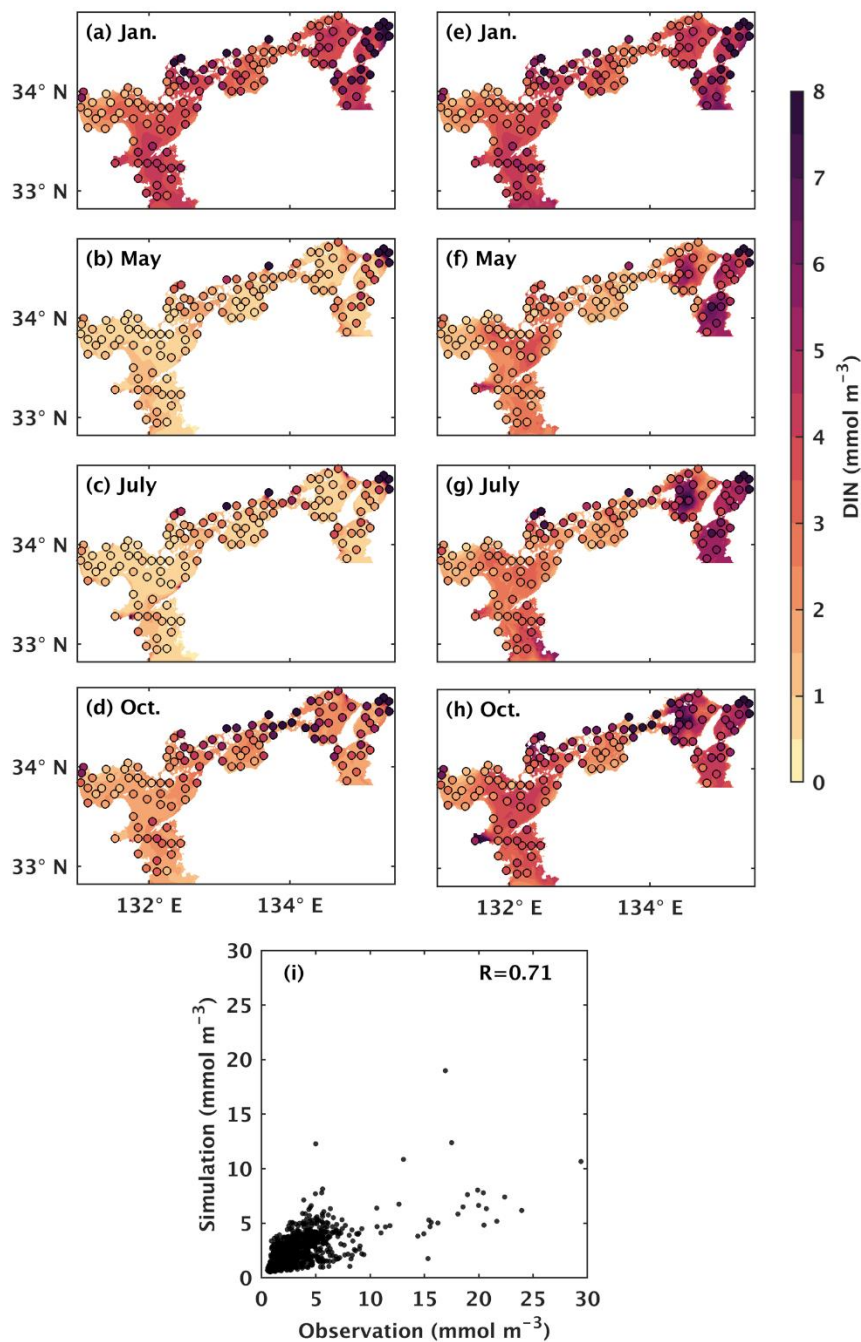 (a) Jan.
(e) Jan.
34° N
33° N
(b) May
(f) May
34° N
33° N
(c) July
(g) July
34° N
33° N
(d) Oct.
(h) Oct.
34° N
33° N
132° E
134° E
132° E
134° E
8
7
6
5
4
3
2
1
0
DIN (mmol m⁻³)
(i)
R=0.71
30
25
20
15
10
5
0
Simulation (mmol m⁻³)
0
5
10
15
20
25
30
Observation (mmol m⁻³)